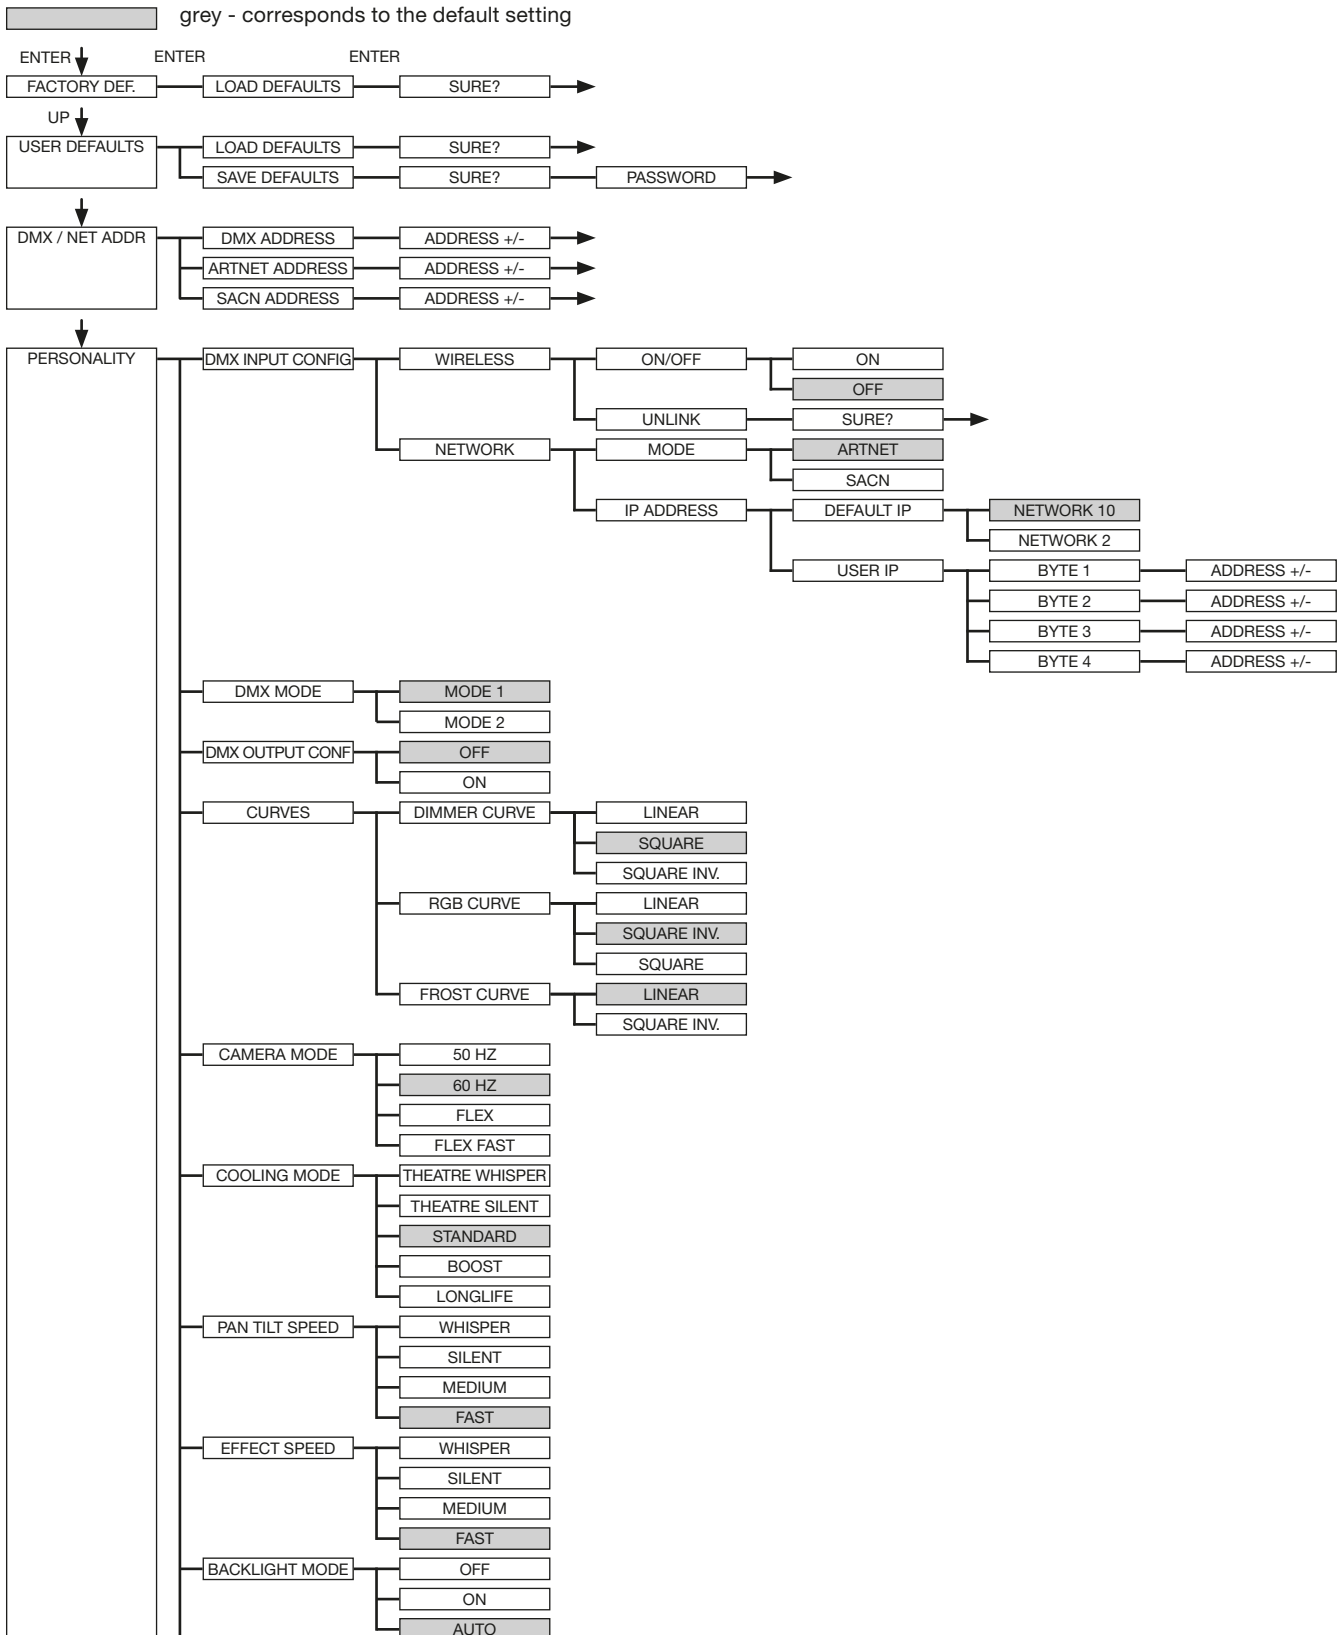 grey - corresponds to the default setting
ENTER ENTER ENTER
FACTORY DEF. LOAD DEFAULTS SURE?
UP
USER DEFAULTS LOAD DEFAULTS SURE?
SAVE DEFAULTS SURE? PASSWORD
DMX / NET ADDR DMX ADDRESS ADDRESS +/-
ARTNET ADDRESS ADDRESS +/-
SACN ADDRESS ADDRESS +/-
PERSONALITY DMX INPUT CONFIG WIRELESS ON/OFF ON
OFF
UNLINK SURE?
NETWORK MODE ARTNET
SACN
IP ADDRESS DEFAULT IP NETWORK 10
NETWORK 2
USER IP BYTE 1 ADDRESS +/-
BYTE 2 ADDRESS +/-
BYTE 3 ADDRESS +/-
BYTE 4 ADDRESS +/-
DMX MODE MODE 1
MODE 2
DMX OUTPUT CONF OFF
ON
CURVES DIMMER CURVE LINEAR
SQUARE
SQUARE INV.
RGB CURVE LINEAR
SQUARE INV.
SQUARE
FROST CURVE LINEAR
SQUARE INV.
CAMERA MODE 50 HZ
60 HZ
FLEX
FLEX FAST
COOLING MODE THEATRE WHISPER
THEATRE SILENT
STANDARD
BOOST
LONGLIFE
PAN TILT SPEED WHISPER
SILENT
MEDIUM
FAST
EFFECT SPEED WHISPER
SILENT
MEDIUM
FAST
BACKLIGHT MODE OFF
ON
AUTO